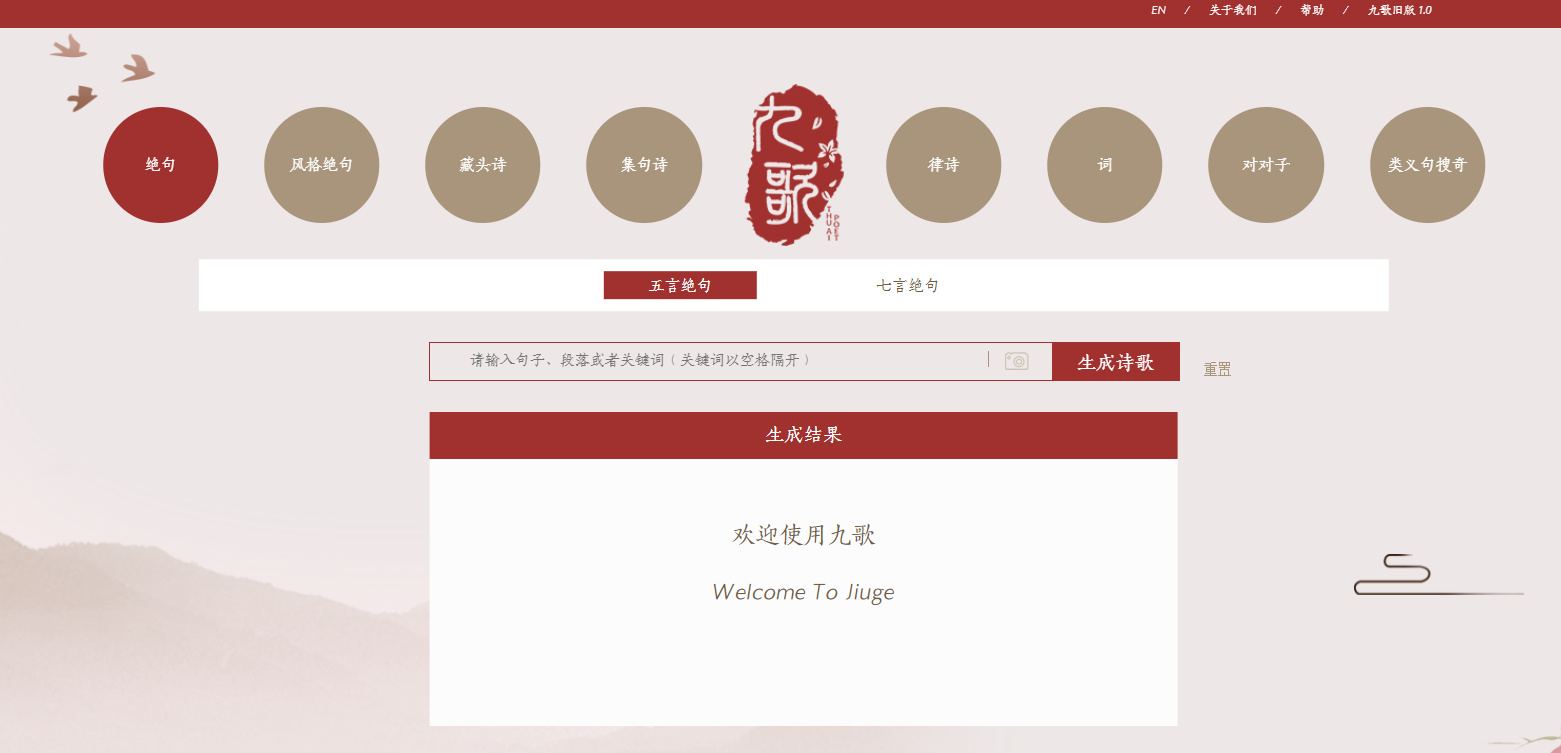 EN / 关于我们 / 帮助 / 九歌旧版 1.0
绝句 风格绝句 藏头诗 集句诗 九歌 THUAI POET 律诗 词 对对子 类义句搜寻
五言绝句 七言绝句
请输入句子、段落或者关键词（关键词以空格隔开） 生成诗歌 重置
生成结果
欢迎使用九歌
Welcome To Jiuge